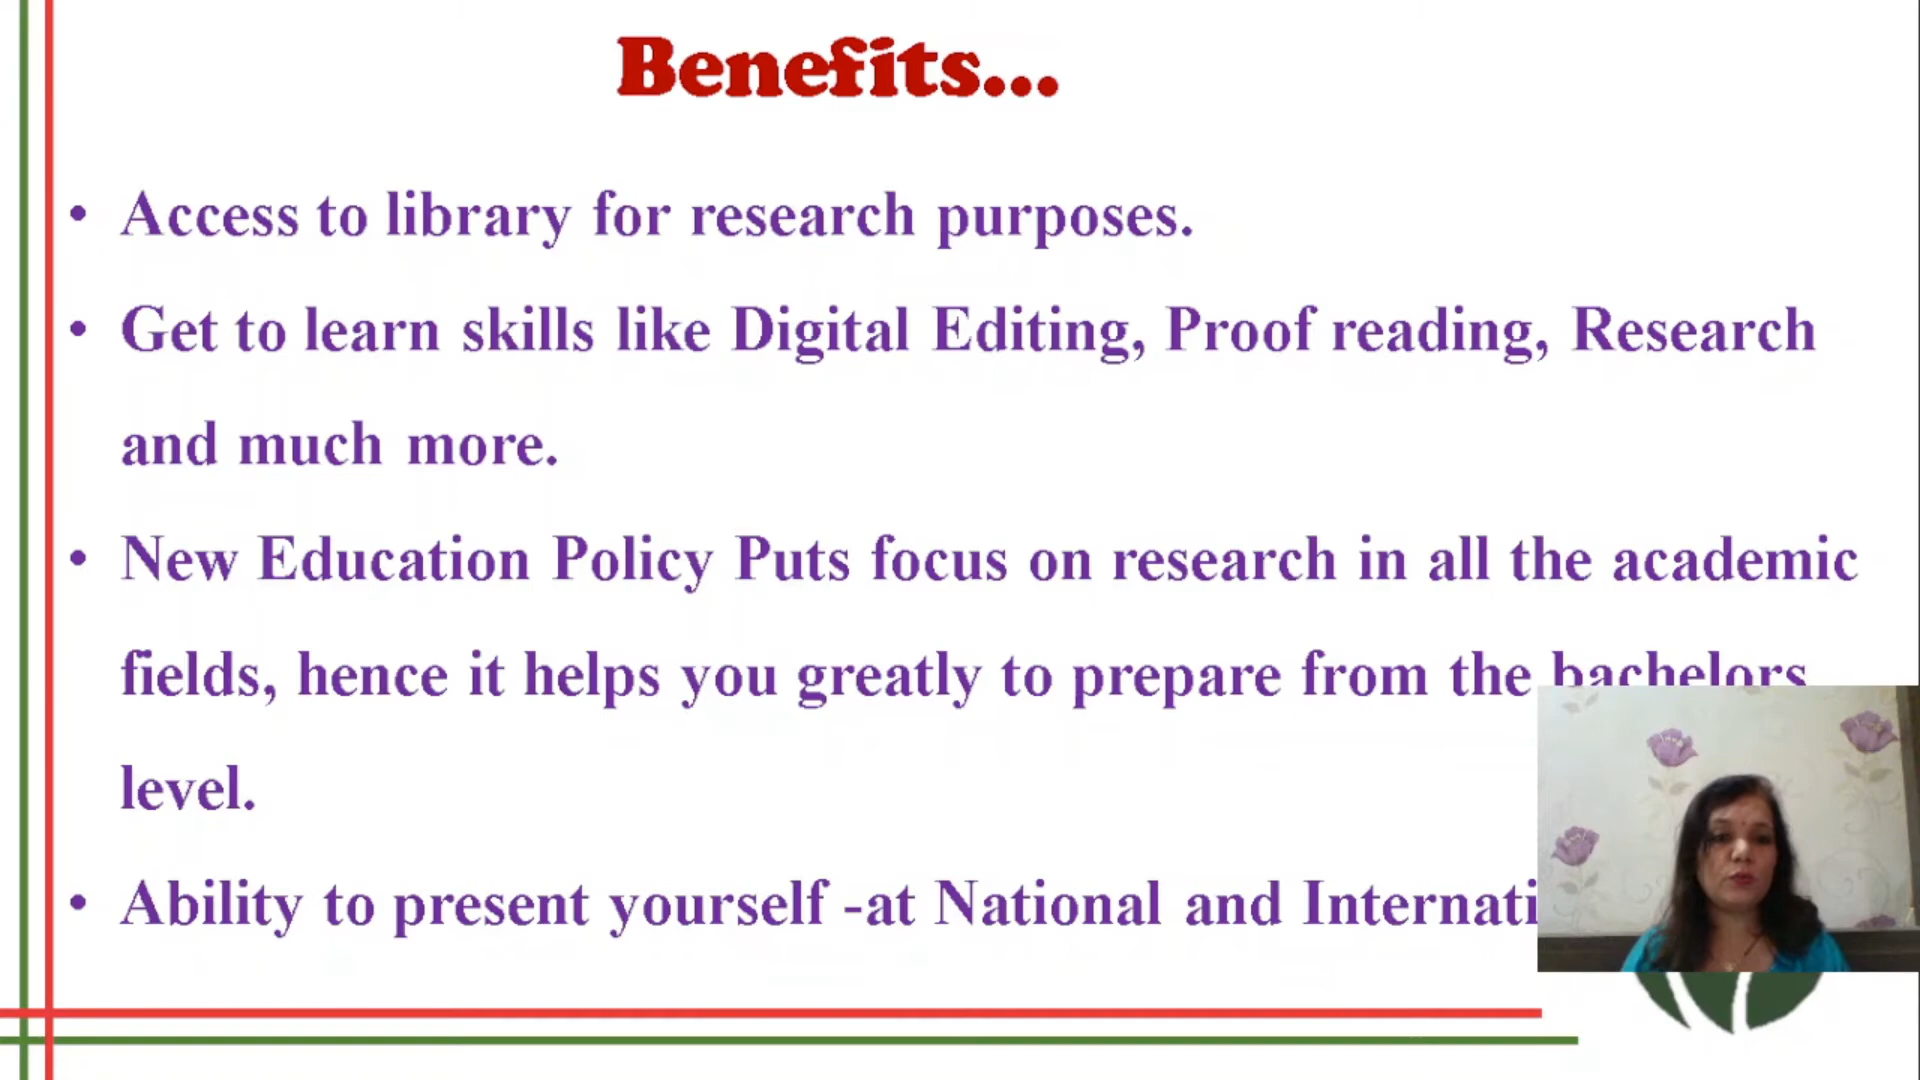 Benefits...
• Access to library for research purposes.
• Get to learn skills like Digital Editing, Proof reading, Research
and much more.
• New Education Policy Puts focus on research in all the academic
fields, hence it helps you greatly to prepare from the bachelors
level.
• Ability to present yourself -at National and